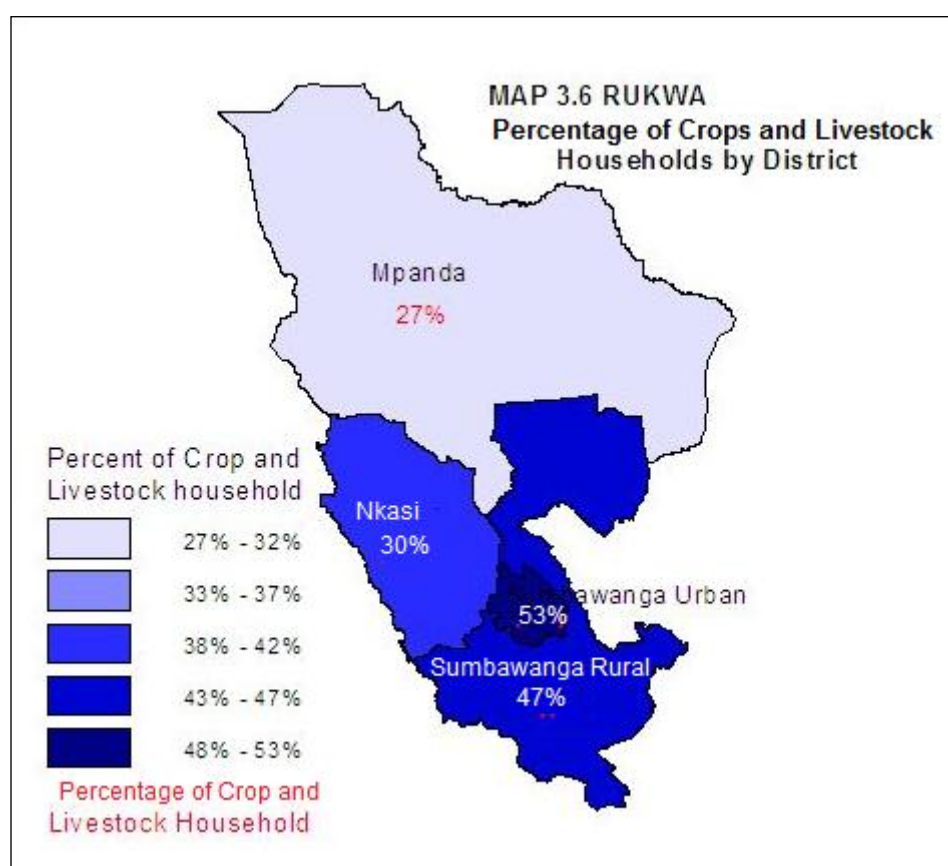 MAP 3.6 RUKWA
Percentage of Crops and Livestock
Households by District
Mpanda
27%
Percent of Crop and
Livestock household
27% - 32%
33% - 37%
38% - 42%
43% - 47%
48% - 53%
Percentage of Crop and
Livestock Household
Nkasi
30%
awanga Urban
53%
Sumbawanga Rural
47%